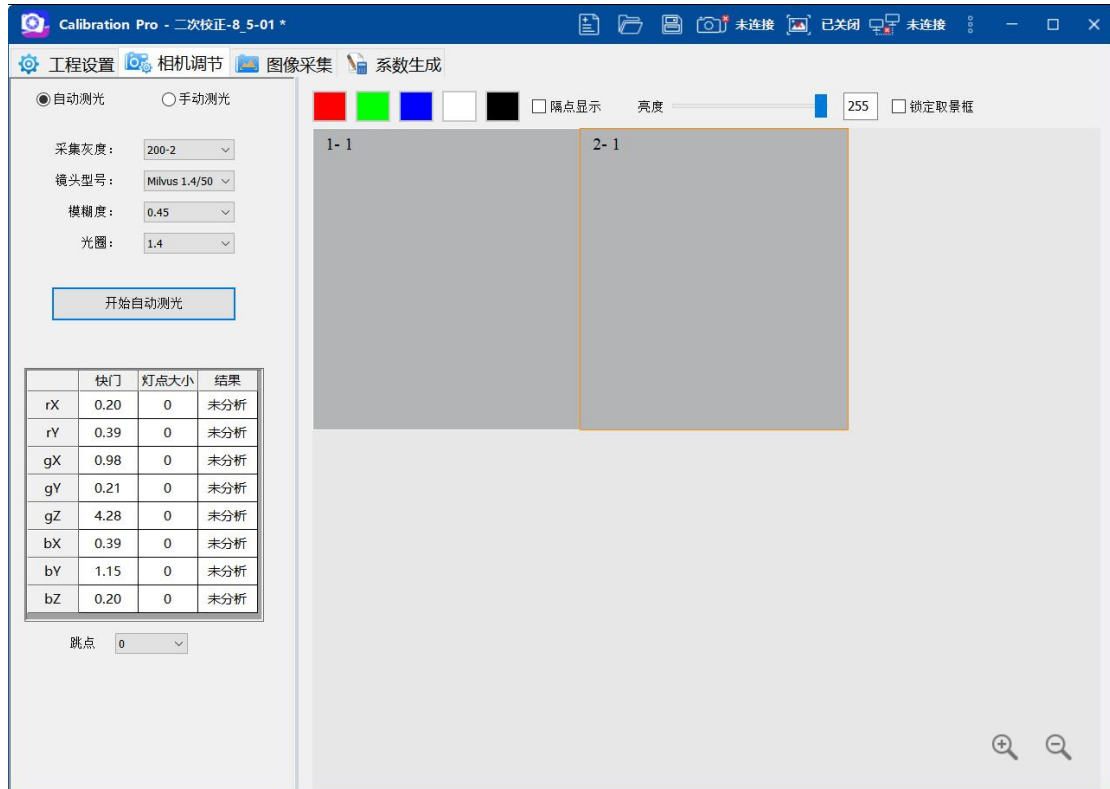 Calibration Pro - 二次校正-8_5-01 *
未连接 已关闭 未连接
工程设置 相机调节 图像采集 系数生成
自动测光 手动测光
隔点显示 亮度 255 锁定取景框
采集灰度： 200-2
镜头型号： Milvus 1.4/50
模糊度： 0.45
光圈： 1.4
开始自动测光
快门 灯点大小 结果
rX 0.20 0 未分析
rY 0.39 0 未分析
gX 0.98 0 未分析
gY 0.21 0 未分析
gZ 4.28 0 未分析
bX 0.39 0 未分析
bY 1.15 0 未分析
bZ 0.20 0 未分析
跳点 0
1- 1
2- 1